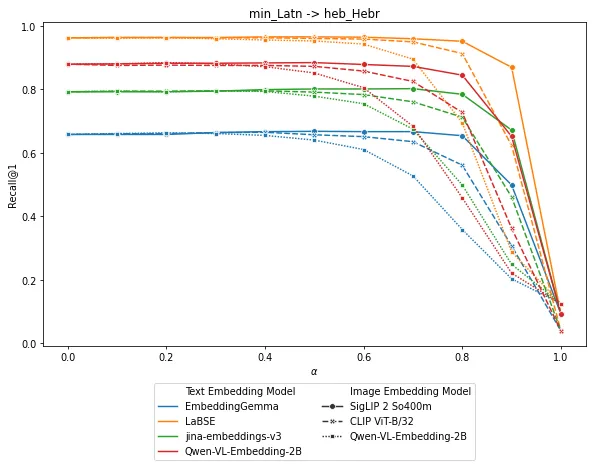 min_Latn -> heb_Hebr
1.0
0.8
0.6
0.4
0.2
0.0
Recall@1
0.0 0.2 0.4 0.6 0.8 1.0
α
Text Embedding Model
EmbeddingGemma
LaBSE
jina-embeddings-v3
Qwen-VL-Embedding-2B
Image Embedding Model
SigLIP 2 So400m
CLIP ViT-B/32
Qwen-VL-Embedding-2B